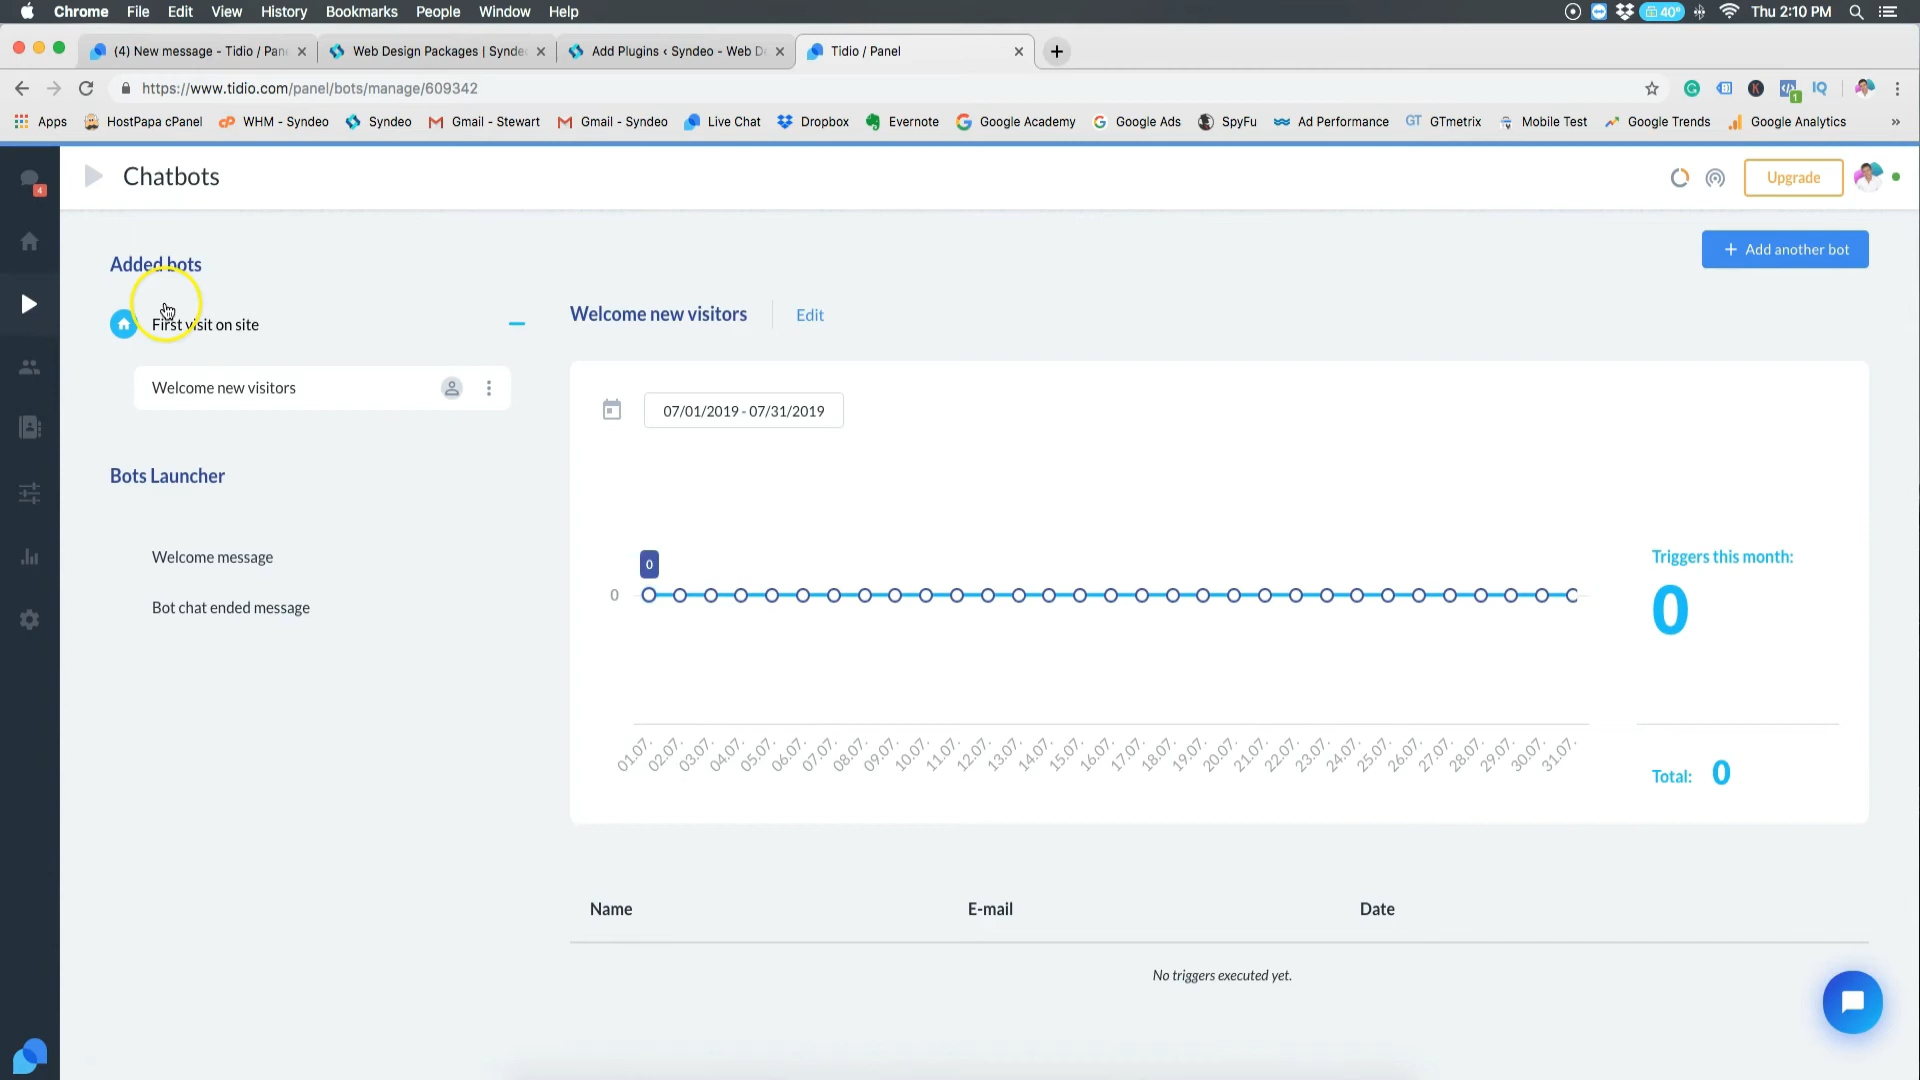 Chrome File Edit View History Bookmarks People Window Help 40° Thu 2:10 PM
(4) New message - Tidio / Pan Web Design Packages | Synde Add Plugins ‹ Syndeo - Web D Tidio / Panel
https://www.tidio.com/panel/bots/manage/609342 1 IQ
Apps HostPapa cPanel cP WHM - Syndeo Syndeo Gmail - Stewart Gmail - Syndeo Live Chat Dropbox Evernote Google Academy Google Ads SpyFu Ad Performance GT GTmetrix Mobile Test Google Trends Google Analytics »
4
Chatbots
Upgrade
Added bots
+ Add another bot
First visit on site
Welcome new visitors Edit
Welcome new visitors
07/01/2019 - 07/31/2019
Bots Launcher
Welcome message
Bot chat ended message
0
0
Triggers this month:
0
01.07. 02.07. 03.07. 04.07. 05.07. 06.07. 07.07. 08.07. 09.07. 10.07. 11.07. 12.07. 13.07. 14.07. 15.07. 16.07. 17.07. 18.07. 19.07. 20.07. 21.07. 22.07. 23.07. 24.07. 25.07. 26.07. 27.07. 28.07. 29.07. 30.07. 31.07.
Total: 0
Name E-mail Date
No triggers executed yet.